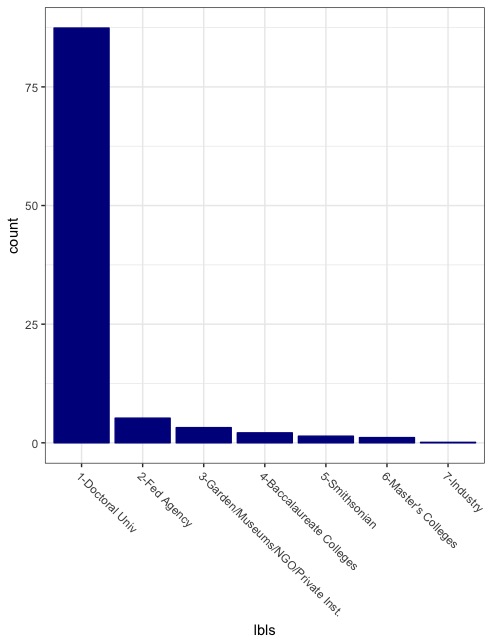 count
75
50
25
0
1-Doctoral Univ
2-Fed Agency
3-Garden/Museums/NGO/Private Inst.
4-Baccalaureate Colleges
5-Smithsonian
6-Master's Colleges
7-Industry
lbls